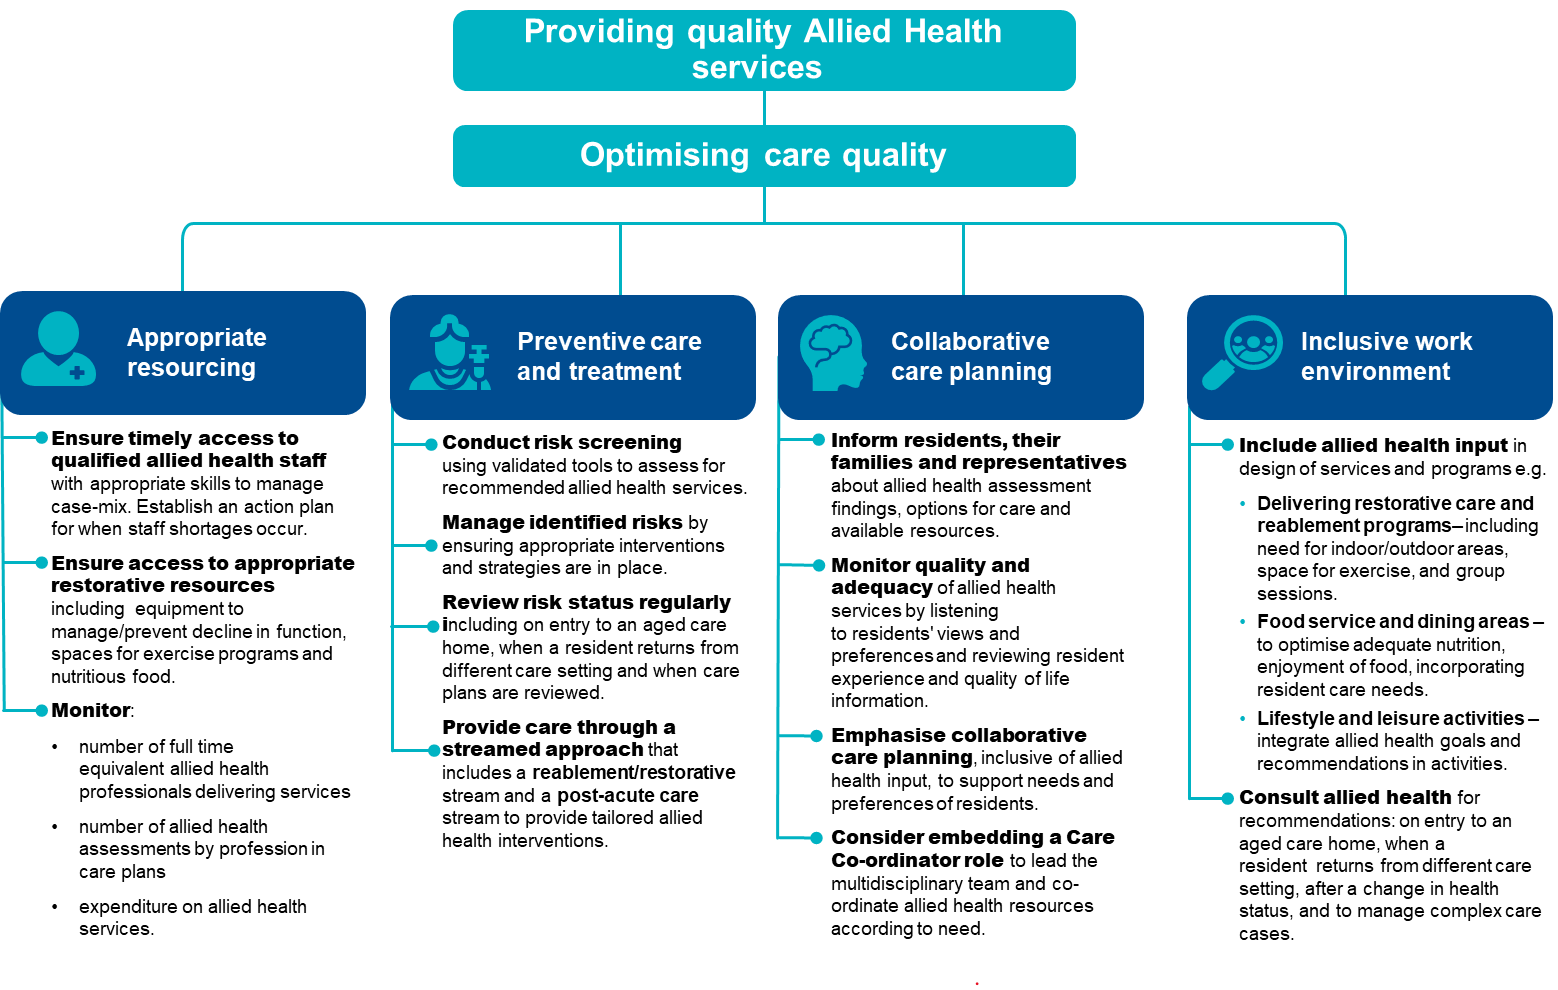 Providing quality Allied Health
services
Optimising care quality
Appropriate
resourcing
Ensure timely access to
qualified allied health staff
with appropriate skills to manage
case-mix. Establish an action plan
for when staff shortages occur.
Ensure access to appropriate
restorative resources
including equipment to
manage/prevent decline in function,
spaces for exercise programs and
nutritious food.
Monitor:
• number of full time
equivalent allied health
professionals delivering services
• number of allied health
assessments by profession in
care plans
• expenditure on allied health
services.
Preventive care
and treatment
Conduct risk screening
using validated tools to assess for
recommended allied health services.
Manage identified risks by
ensuring appropriate interventions
and strategies are in place.
Review risk status regularly
including on entry to an aged care
home, when a resident returns from
different care setting and when care
plans are reviewed.
Provide care through a
streamed approach that
includes a reablement/restorative
stream and a post-acute care
stream to provide tailored allied
health interventions.
Collaborative
care planning
Inform residents, their
families and representatives
about allied health assessment
findings, options for care and
available resources.
Monitor quality and
adequacy of allied health
services by listening
to residents' views and
preferences and reviewing resident
experience and quality of life
information.
Emphasise collaborative
care planning, inclusive of allied
health input, to support needs and
preferences of residents.
Consider embedding a Care
Co-ordinator role to lead the
multidisciplinary team and co-
ordinate allied health resources
according to need.
Inclusive work
environment
Include allied health input in
design of services and programs e.g.
• Delivering restorative care and
reablement programs– including
need for indoor/outdoor areas,
space for exercise, and group
sessions.
• Food service and dining areas –
to optimise adequate nutrition,
enjoyment of food, incorporating
resident care needs.
• Lifestyle and leisure activities –
integrate allied health goals and
recommendations in activities.
Consult allied health for
recommendations: on entry to an
aged care home, when a
resident returns from different care
setting, after a change in health
status, and to manage complex care
cases.